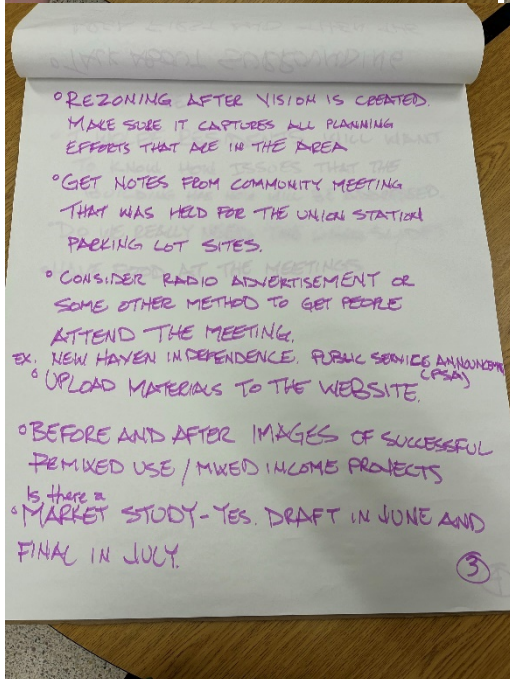 ° REZONING AFTER VISION IS CREATED.
MAKE SURE IT CAPTURES ALL PLANNING
EFFORTS THAT ARE IN THE AREA
° GET NOTES FROM COMMUNITY MEETING
THAT WAS HELD FOR THE UNION STATION
PARKING LOT SITES.
° CONSIDER RADIO ADVERTISEMENT OR
SOME OTHER METHOD TO GET PEOPLE
ATTEND THE MEETING.
EX. NEW HAVEN INDEPENDENCE. PUBLIC SERVICE ANNOUNCEMENT
(PSA)
° UPLOAD MATERIALS TO THE WEBSITE.
° BEFORE AND AFTER IMAGES OF SUCCESSFUL
MIXED USE / MIXED INCOME PROJECTS
Is there a
° MARKET STUDY - YES. DRAFT IN JUNE AND
FINAL IN JULY.
3